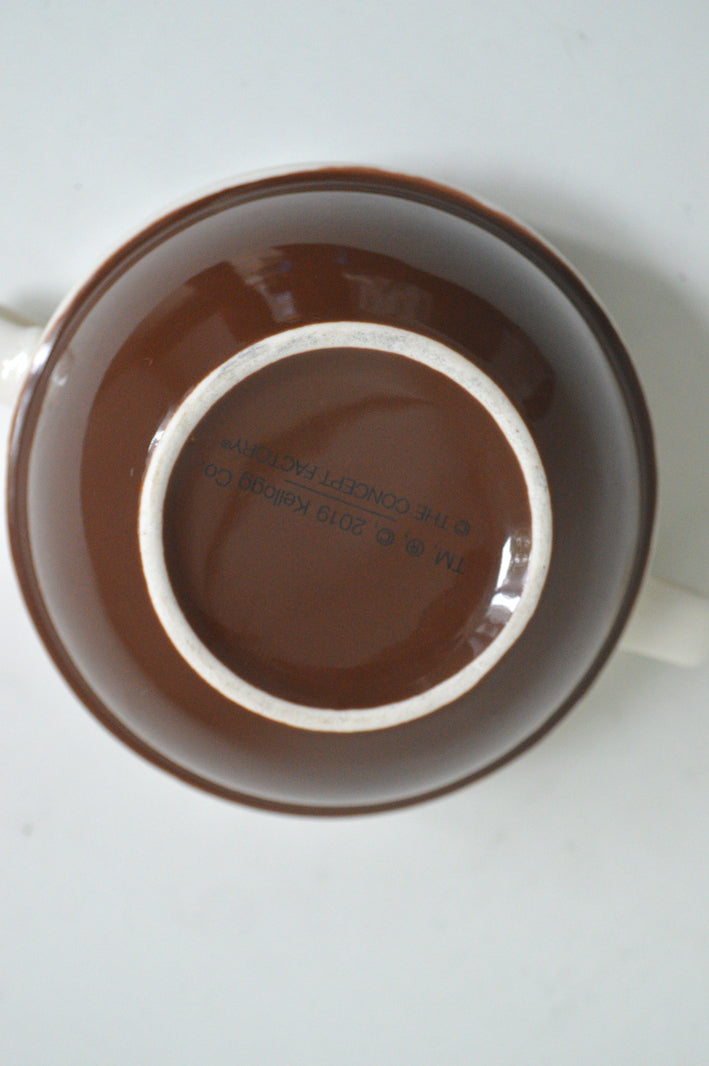 TM, ®, ©, 2019 Kellogg Co.
© THE CONCEPT FACTORY®